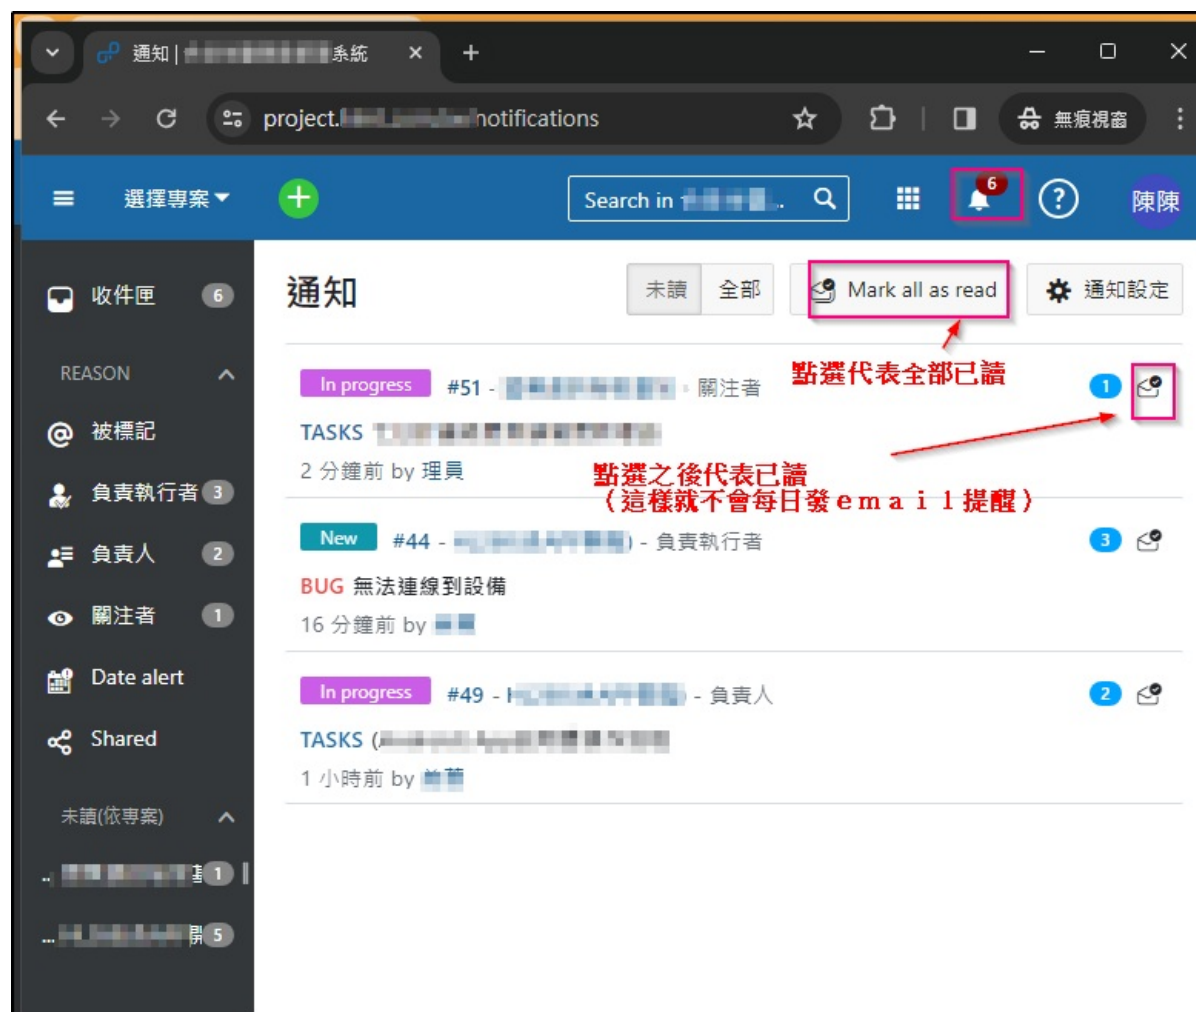 通知 | 系統
project. notifications
無痕視窗
選擇專案
Search in ..
6
?
陳陳
收件匣 6
REASON
@ 被標記
負責執行者 3
負責人 2
關注者 1
Date alert
Shared
未讀(依專案)
.. 1
... 開 5
通知
未讀 全部 Mark all as read 通知設定
In progress #51 - - 關注者 1
點選代表全部已讀
TASKS
2 分鐘前 by 理員
點選之後代表已讀
(這樣就不會每日發email提醒)
New #44 - ) - 負責執行者 3
BUG 無法連線到設備
16 分鐘前 by
In progress #49 - ) - 負責人 2
TASKS (
1 小時前 by